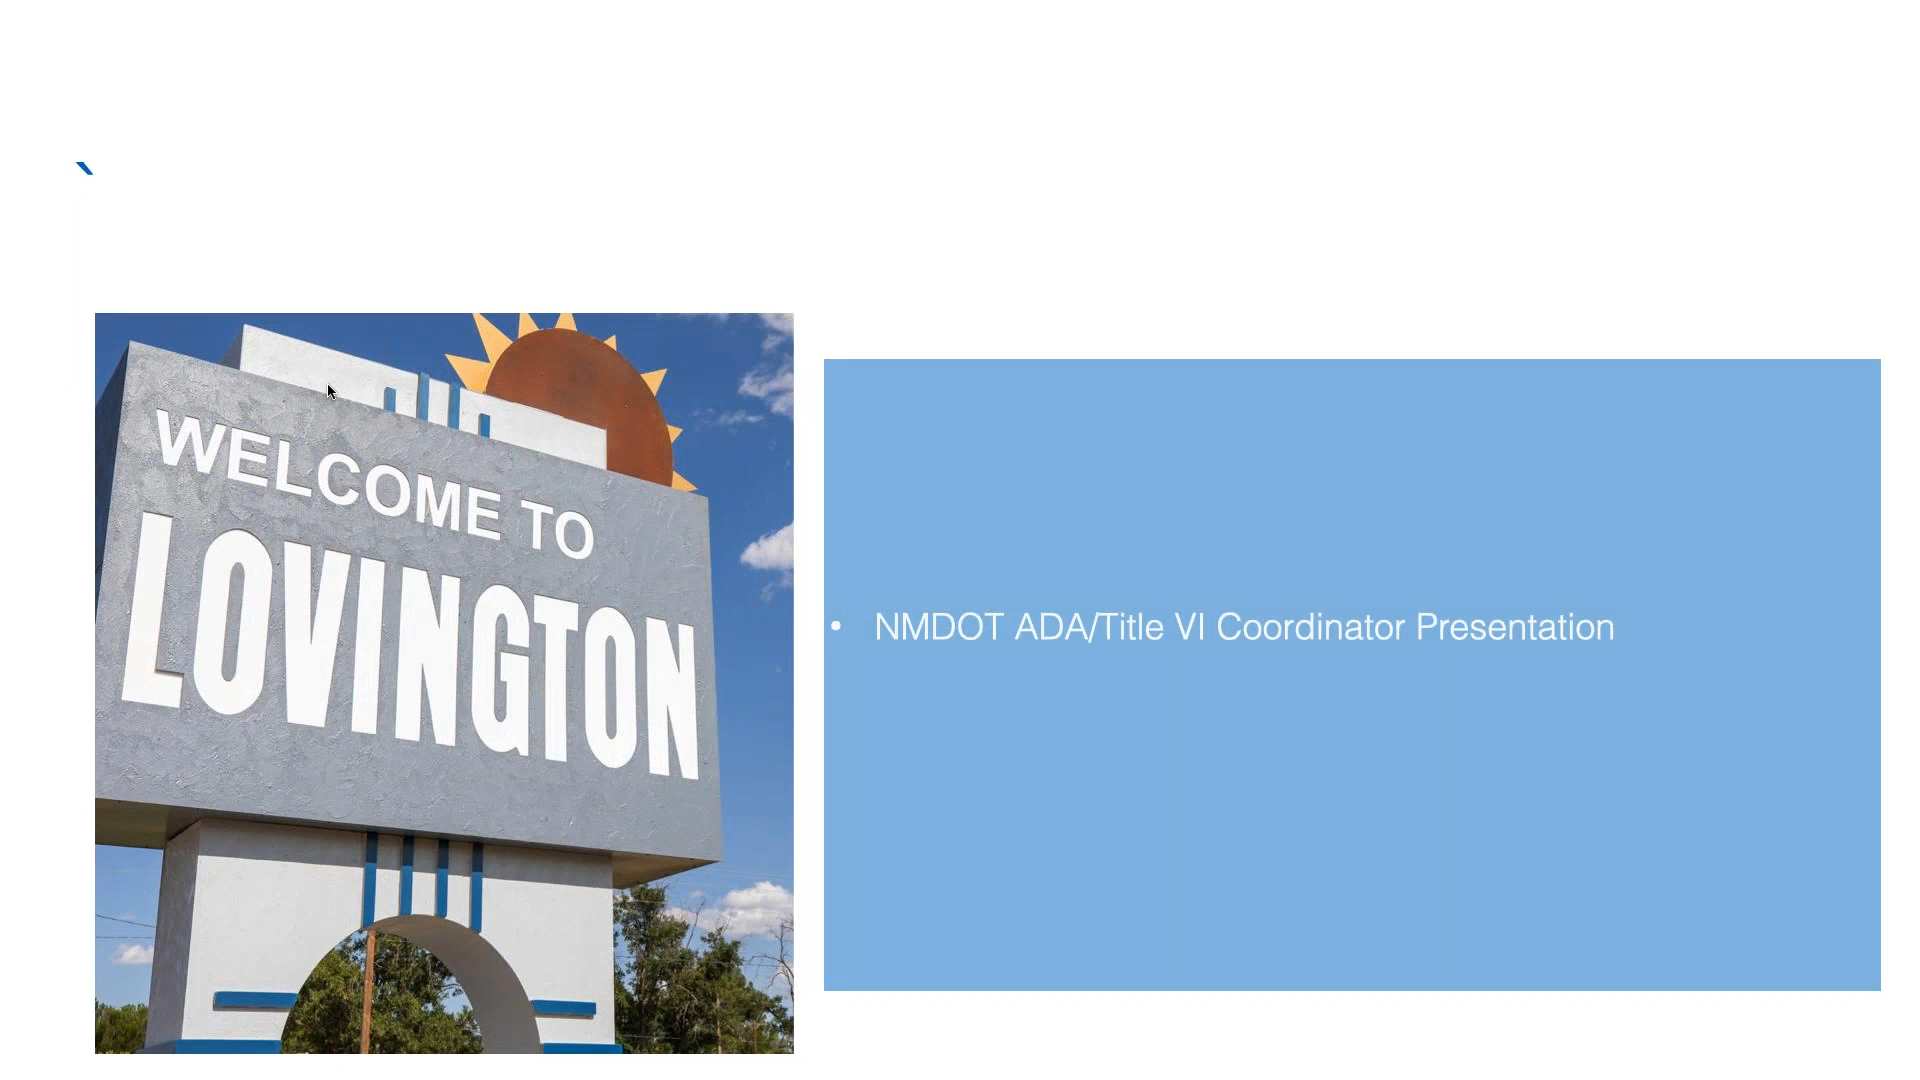 `
WELCOME TO
LOVINGTON
• NMDOT ADA/Title VI Coordinator Presentation